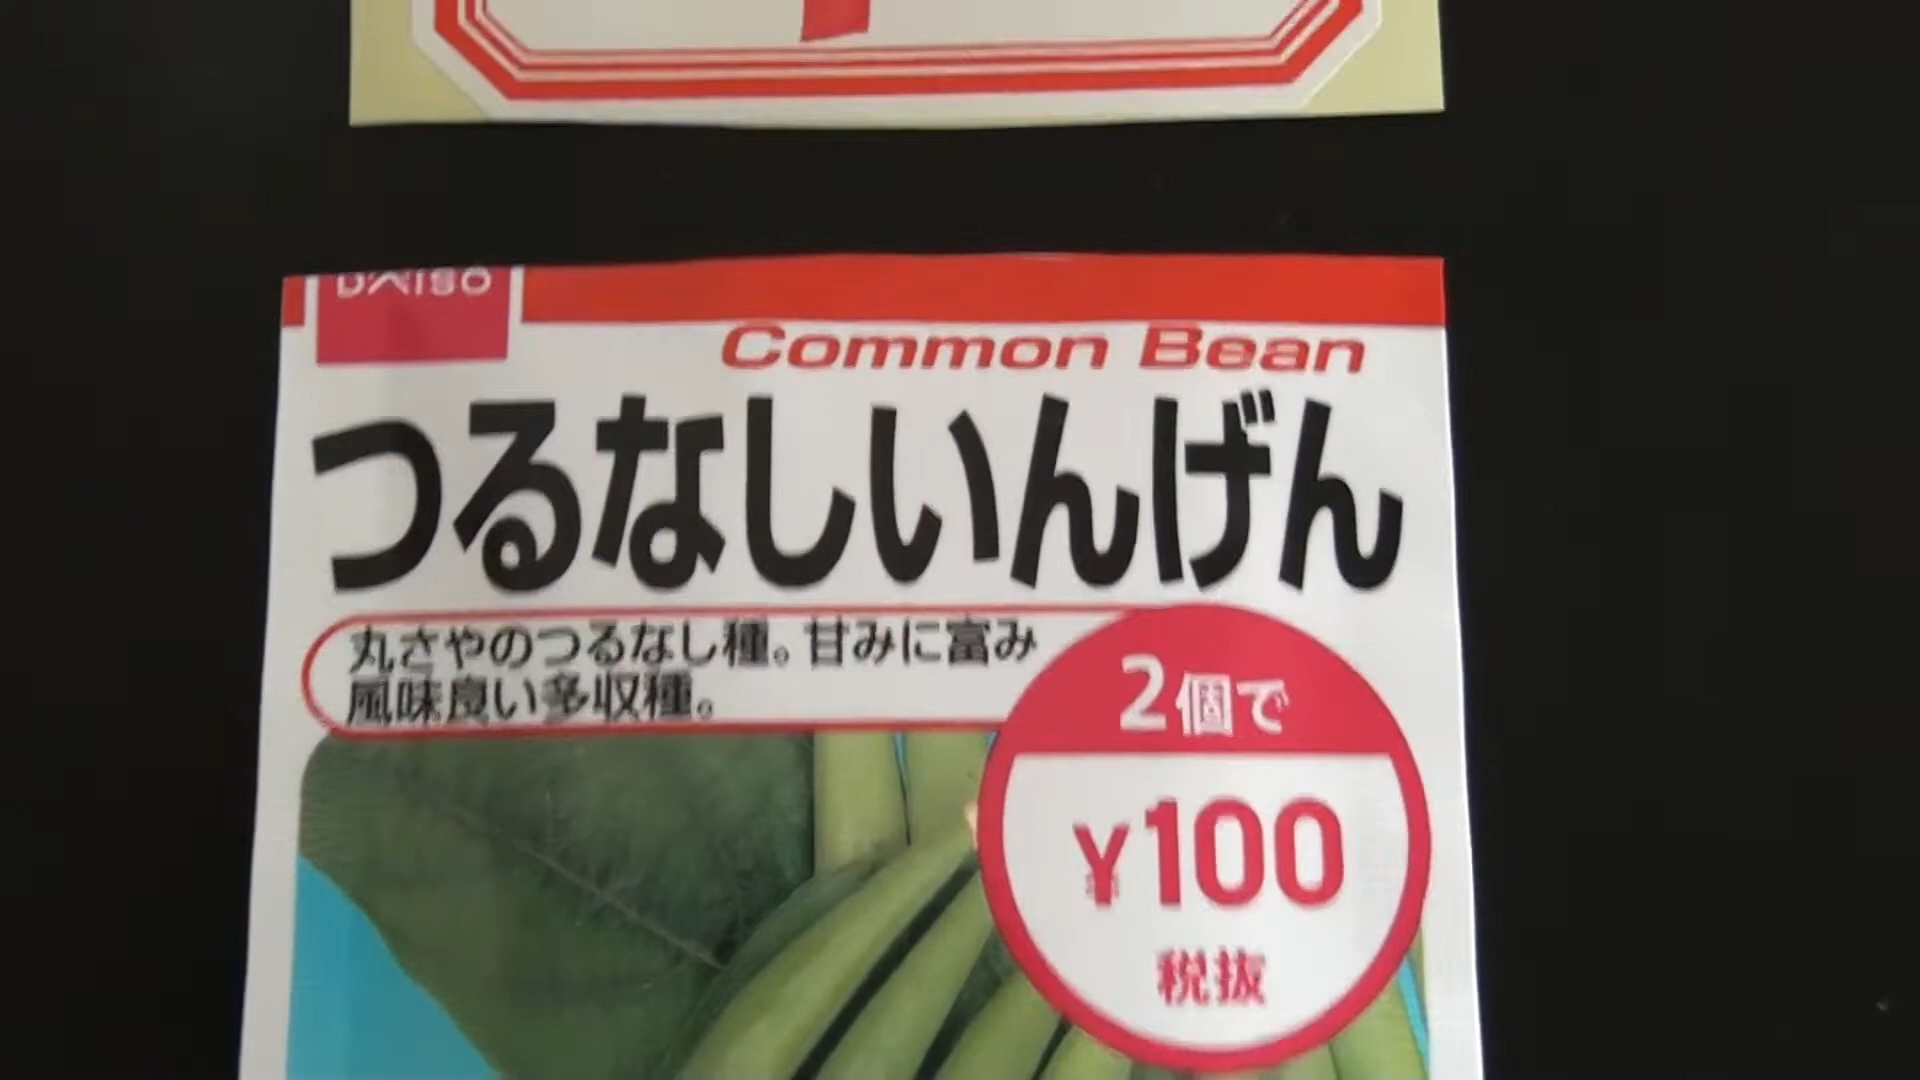 DAISO
Common Bean
つるなしいんげん
丸さやのつるなし種。甘みに富み
風味良い多収種。
2個で
¥100
税抜